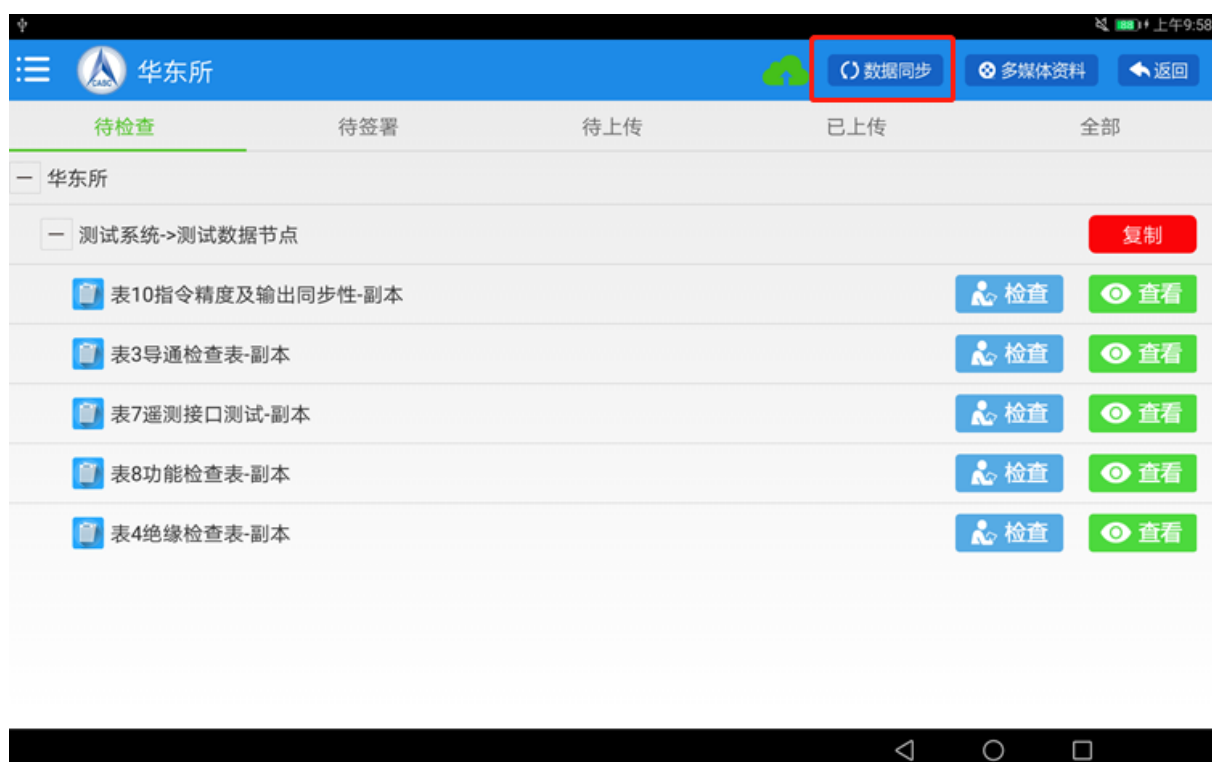 88 上午9:58
CASC 华东所 数据同步 多媒体资料 返回
待检查 待签署 待上传 已上传 全部
华东所
测试系统->测试数据节点 复制
表10指令精度及输出同步性-副本 检查 查看
表3导通检查表-副本 检查 查看
表7遥测接口测试-副本 检查 查看
表8功能检查表-副本 检查 查看
表4绝缘检查表-副本 检查 查看